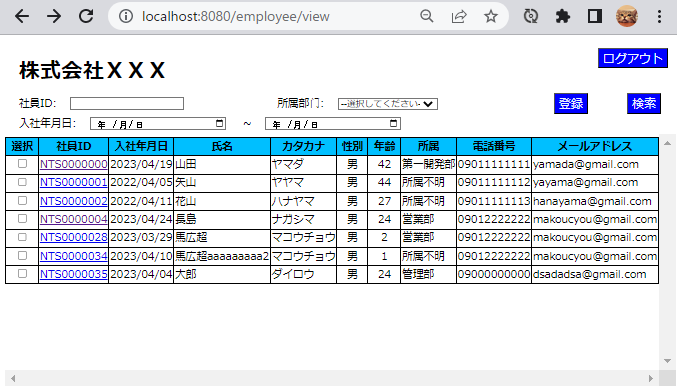 localhost:8080/employee/view
ログアウト
株式会社ＸＸＸ
社員ID: 所属部門: --選択してください-- 登録 検索
入社年月日: 年 /月/日 ～ 年 /月/日
選択 社員ID 入社年月日 氏名 カタカナ 性別 年齢 所属 電話番号 メールアドレス
NTS0000000 2023/04/19 山田 ヤマダ 男 42 第一開発部 09011111111 yamada@gmail.com
NTS0000001 2022/04/05 矢山 ヤヤマ 男 44 所属不明 09011111112 yayama@gmail.com
NTS0000002 2022/04/11 花山 ハナヤマ 男 27 所属不明 09011111113 hanayama@gmail.com
NTS0000004 2023/04/24 長島 ナガシマ 男 24 営業部 09012222222 makoucyou@gmail.com
NTS0000028 2023/03/29 馬広超 マコウチョウ 男 2 営業部 09012222222 makoucyou@gmail.com
NTS0000034 2023/04/10 馬広超aaaaaaaaa2 マコウチョウ 男 1 所属不明 09012222222 makoucyou@gmail.com
NTS0000035 2023/04/04 大郎 ダイロウ 男 24 管理部 09000000000 dsadadsa@gmail.com